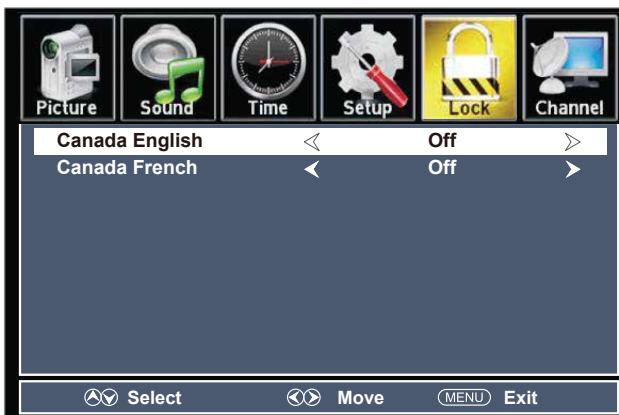 Picture Sound Time Setup Lock Channel
Canada English Off
Canada French Off
Select Move MENU Exit